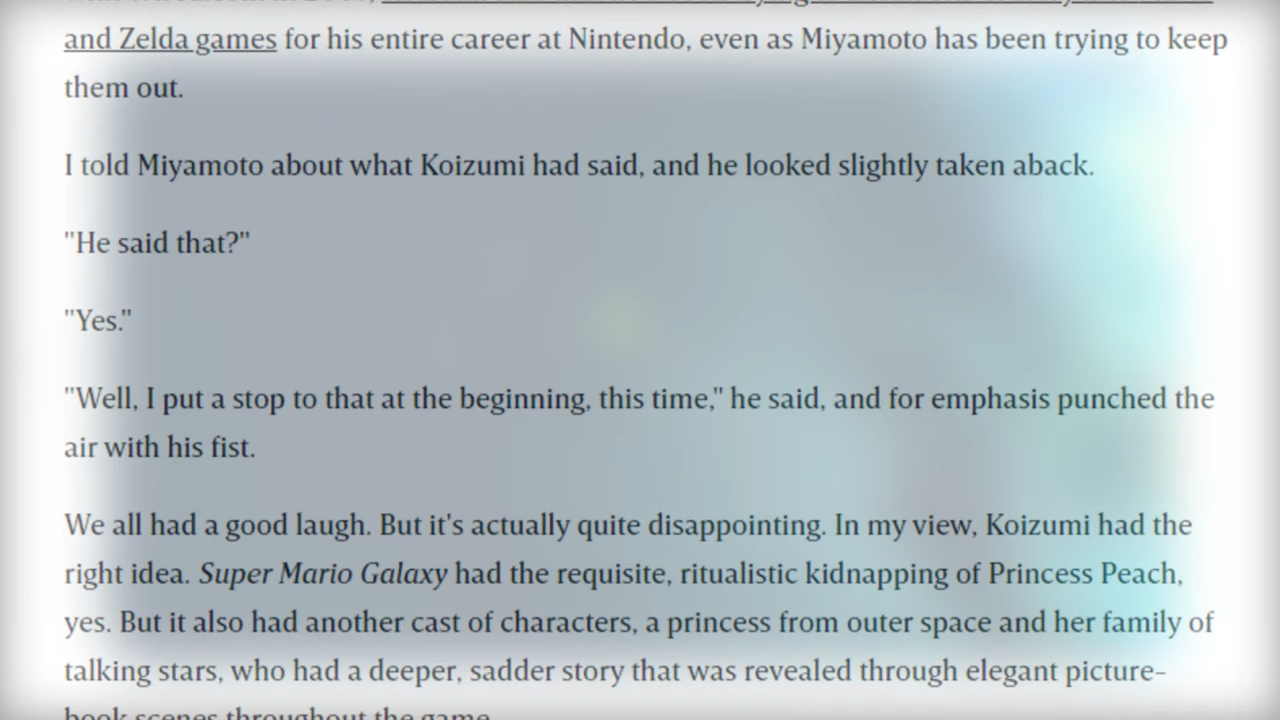 and Zelda games for his entire career at Nintendo, even as Miyamoto has been trying to keep
them out.
I told Miyamoto about what Koizumi had said, and he looked slightly taken aback.
"He said that?"
"Yes."
"Well, I put a stop to that at the beginning, this time," he said, and for emphasis punched the
air with his fist.
We all had a good laugh. But it's actually quite disappointing. In my view, Koizumi had the
right idea. Super Mario Galaxy had the requisite, ritualistic kidnapping of Princess Peach,
yes. But it also had another cast of characters, a princess from outer space and her family of
talking stars, who had a deeper, sadder story that was revealed through elegant picture-
book scenes throughout the game.